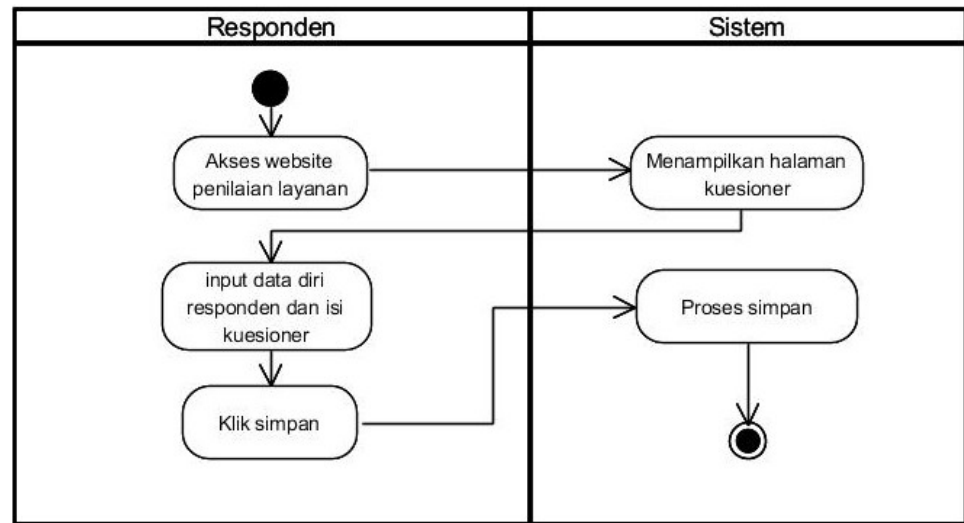 Responden
Sistem
Akses website
penilaian layanan
Menampilkan halaman
kuesioner
input data diri
responden dan isi
kuesioner
Klik simpan
Proses simpan